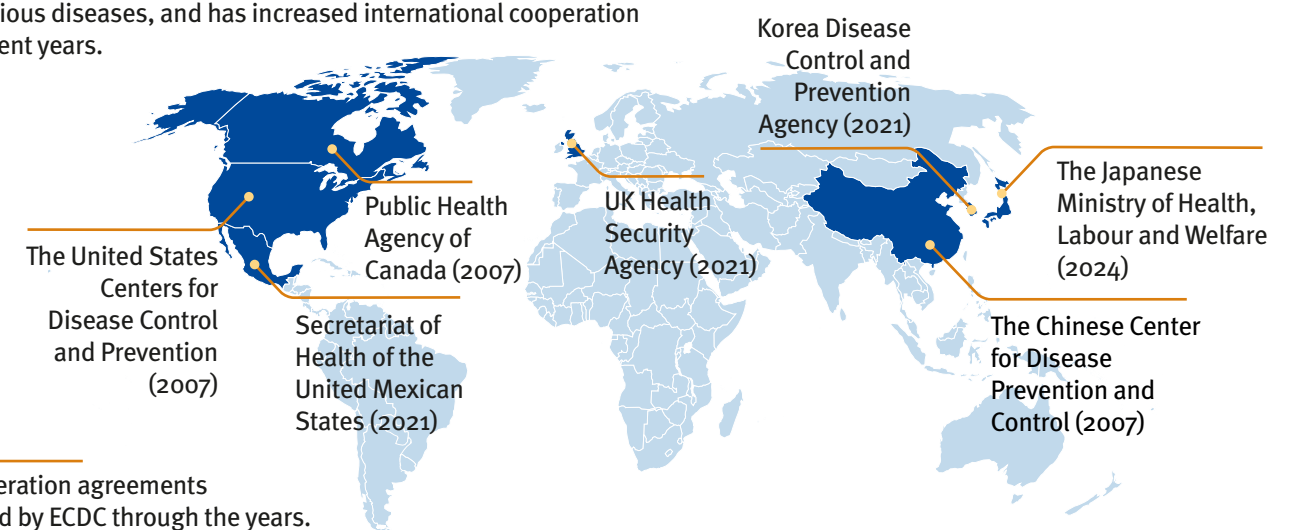 ious diseases, and has increased international cooperation
ent years.
Korea Disease
Control and
Prevention
Agency (2021)
The Japanese
Ministry of Health,
Labour and Welfare
(2024)
Public Health
Agency of
Canada (2007)
UK Health
Security
Agency (2021)
The United States
Centers for
Disease Control
and Prevention
(2007)
Secretariat of
Health of the
United Mexican
States (2021)
The Chinese Center
for Disease
Prevention and
Control (2007)
eration agreements
d by ECDC through the years.